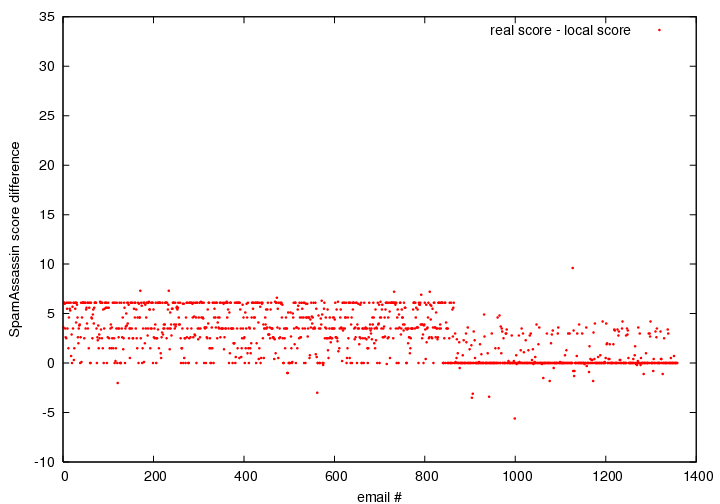 35
real score - local score
30
25
20
15
10
5
0
-5
-10
SpamAssassin score difference
0 200 400 600 800 1000 1200 1400
email #